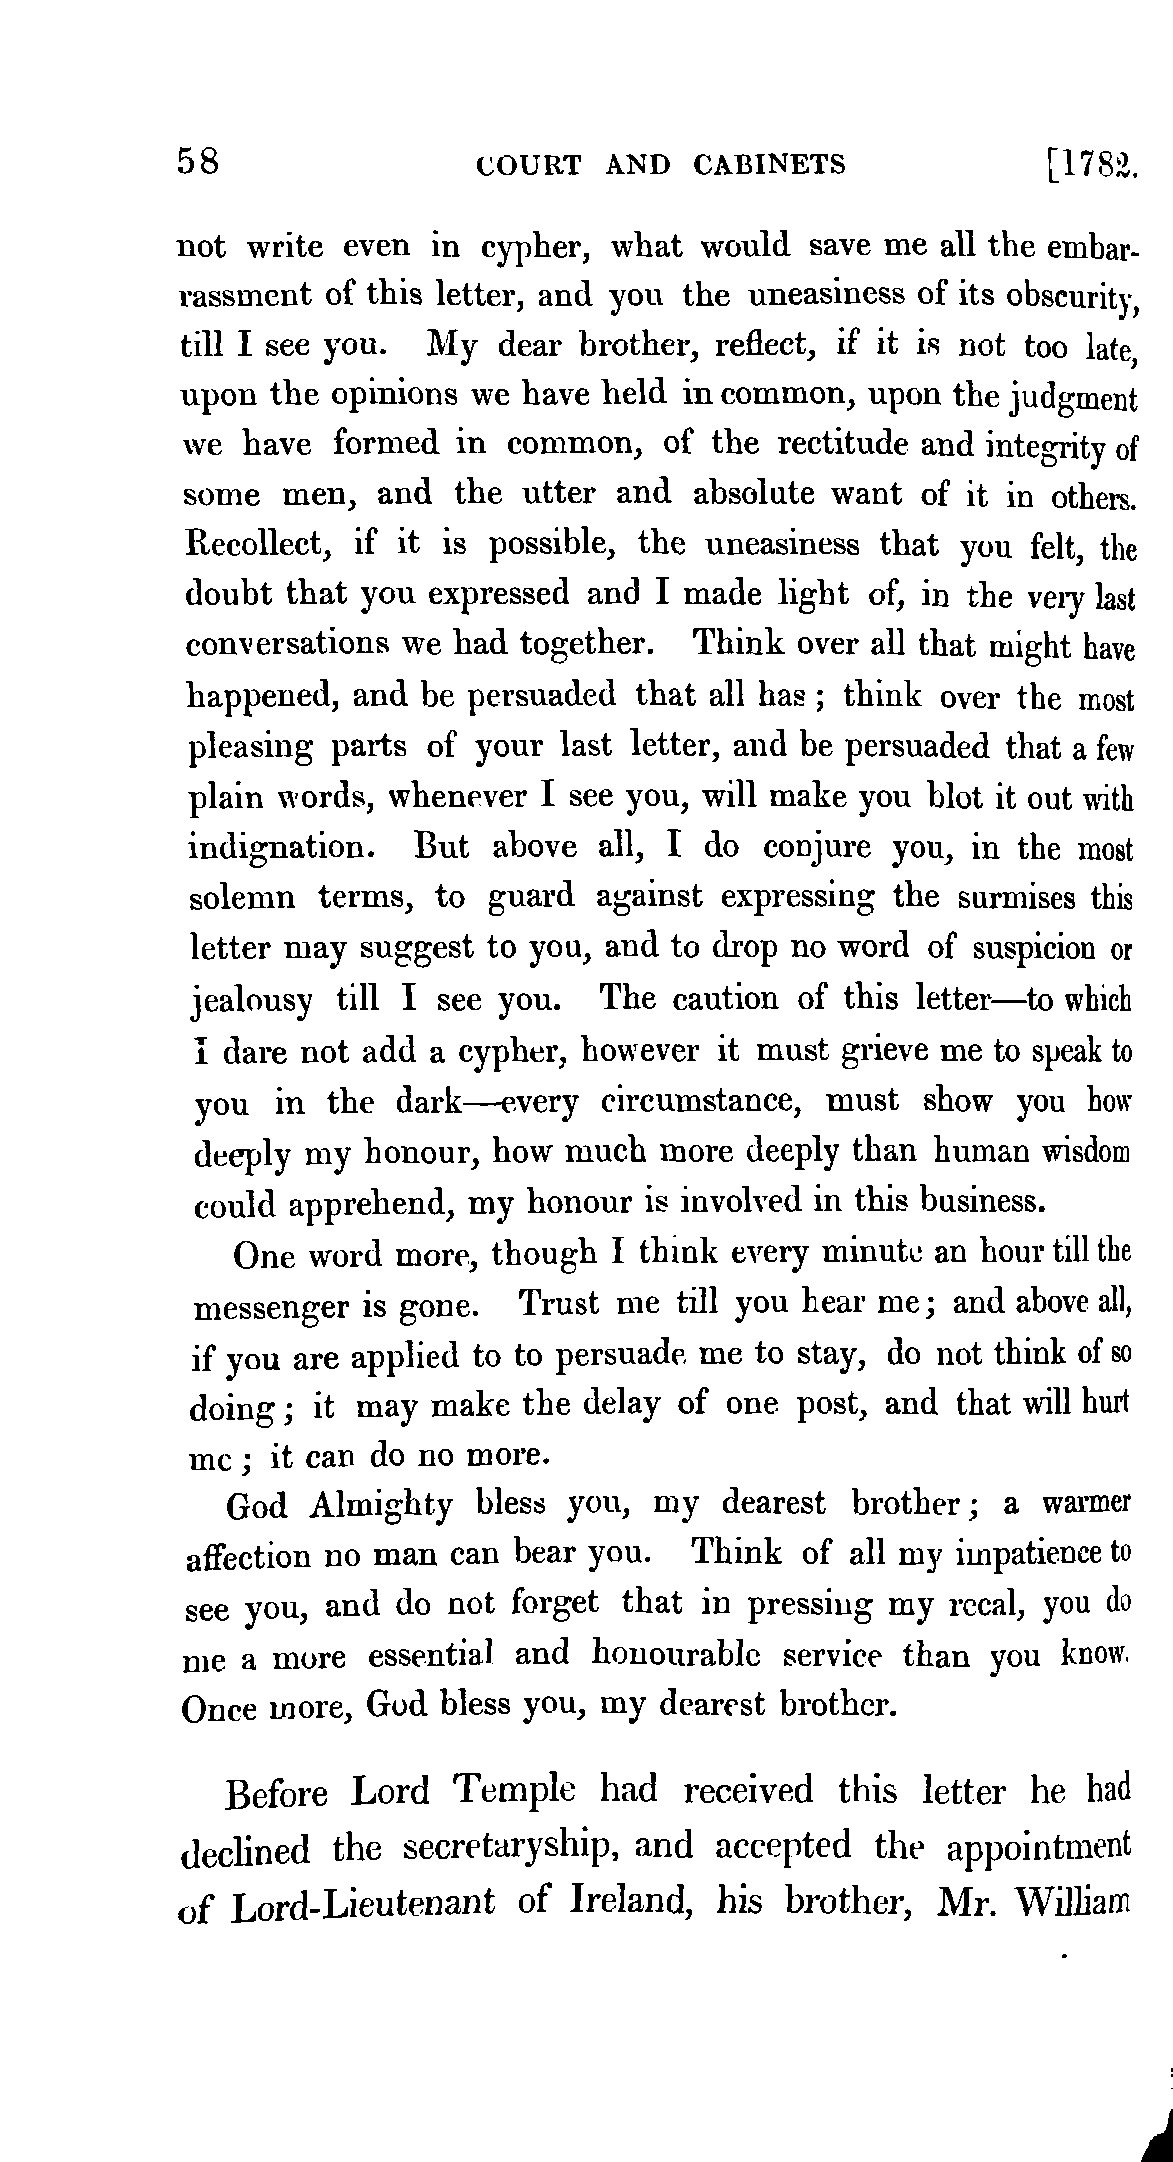 58 COURT AND CABINETS [1782.
not write even in cypher, what would save me all the embar-
rassment of this letter, and you the uneasiness of its obscurity,
till I see you. My dear brother, reflect, if it is not too late,
upon the opinions we have held in common, upon the judgment
we have formed in common, of the rectitude and integrity of
some men, and the utter and absolute want of it in others.
Recollect, if it is possible, the uneasiness that you felt, the
doubt that you expressed and I made light of, in the very last
conversations we had together. Think over all that might have
happened, and be persuaded that all has ; think over the most
pleasing parts of your last letter, and be persuaded that a few
plain words, whenever I see you, will make you blot it out with
indignation. But above all, I do conjure you, in the most
solemn terms, to guard against expressing the surmises this
letter may suggest to you, and to drop no word of suspicion or
jealousy till I see you. The caution of this letter—to which
I dare not add a cypher, however it must grieve me to speak to
you in the dark—every circumstance, must show you how
deeply my honour, how much more deeply than human wisdom
could apprehend, my honour is involved in this business.
One word more, though I think every minute an hour till the
messenger is gone. Trust me till you hear me; and above all,
if you are applied to to persuade me to stay, do not think of so
doing ; it may make the delay of one post, and that will hurt
me ; it can do no more.
God Almighty bless you, my dearest brother ; a warmer
affection no man can bear you. Think of all my impatience to
see you, and do not forget that in pressing my recal, you do
me a more essential and honourable service than you know.
Once more, God bless you, my dearest brother.
Before Lord Temple had received this letter he had
declined the secretaryship, and accepted the appointment
of Lord-Lieutenant of Ireland, his brother, Mr. William